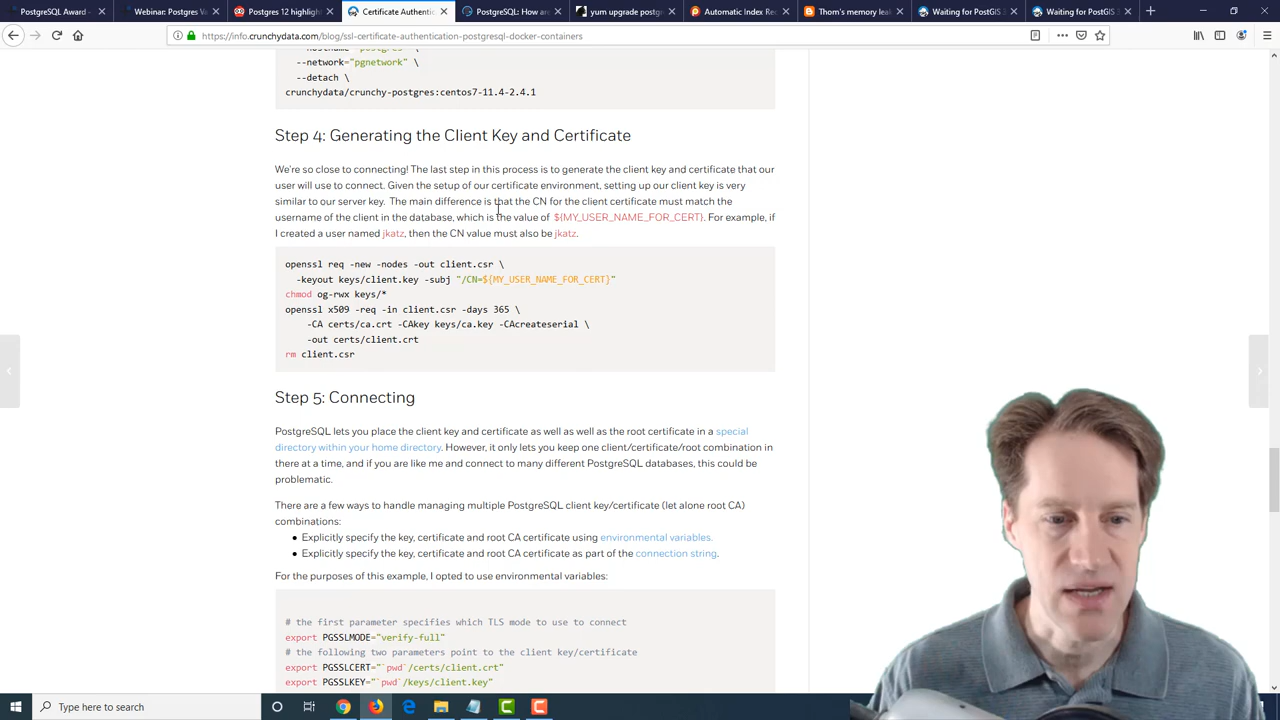 PostgreSQL Award -
Webinar: Postgres Va
Postgres 12 highligh
Certificate Authentic
PostgreSQL: How are
yum upgrade postgr
Automatic Index Rec
Thom's memory leak
Waiting for PostGIS 3
Waiting for PostGIS 3
https://info.crunchydata.com/blog/ssl-certificate-authentication-postgresql-docker-containers
--hostname="postgres" \
--network="pgnetwork" \
--detach \
crunchydata/crunchy-postgres:centos7-11.4-2.4.1
Step 4: Generating the Client Key and Certificate
We're so close to connecting! The last step in this process is to generate the client key and certificate that our
user will use to connect. Given the setup of our certificate environment, setting up our client key is very
similar to our server key. The main difference is that the CN for the client certificate must match the
username of the client in the database, which is the value of ${MY_USER_NAME_FOR_CERT}. For example, if
I created a user named jkatz, then the CN value must also be jkatz.
openssl req -new -nodes -out client.csr \
-keyout keys/client.key -subj "/CN=${MY_USER_NAME_FOR_CERT}"
chmod og-rwx keys/*
openssl x509 -req -in client.csr -days 365 \
-CA certs/ca.crt -CAkey keys/ca.key -CAcreateserial \
-out certs/client.crt
rm client.csr
Step 5: Connecting
PostgreSQL lets you place the client key and certificate as well as well as the root certificate in a special
directory within your home directory. However, it only lets you keep one client/certificate/root combination in
there at a time, and if you are like me and connect to many different PostgreSQL databases, this could be
problematic.
There are a few ways to handle managing multiple PostgreSQL client key/certificate (let alone root CA)
combinations:
Explicitly specify the key, certificate and root CA certificate using environmental variables.
Explicitly specify the key, certificate and root CA certificate as part of the connection string.
For the purposes of this example, I opted to use environmental variables:
# the first parameter specifies which TLS mode to use to connect
export PGSSLMODE="verify-full"
# the following two parameters point to the client key/certificate
export PGSSLCERT="`pwd`/certs/client.crt"
export PGSSLKEY="`pwd`/keys/client.key"
Type here to search